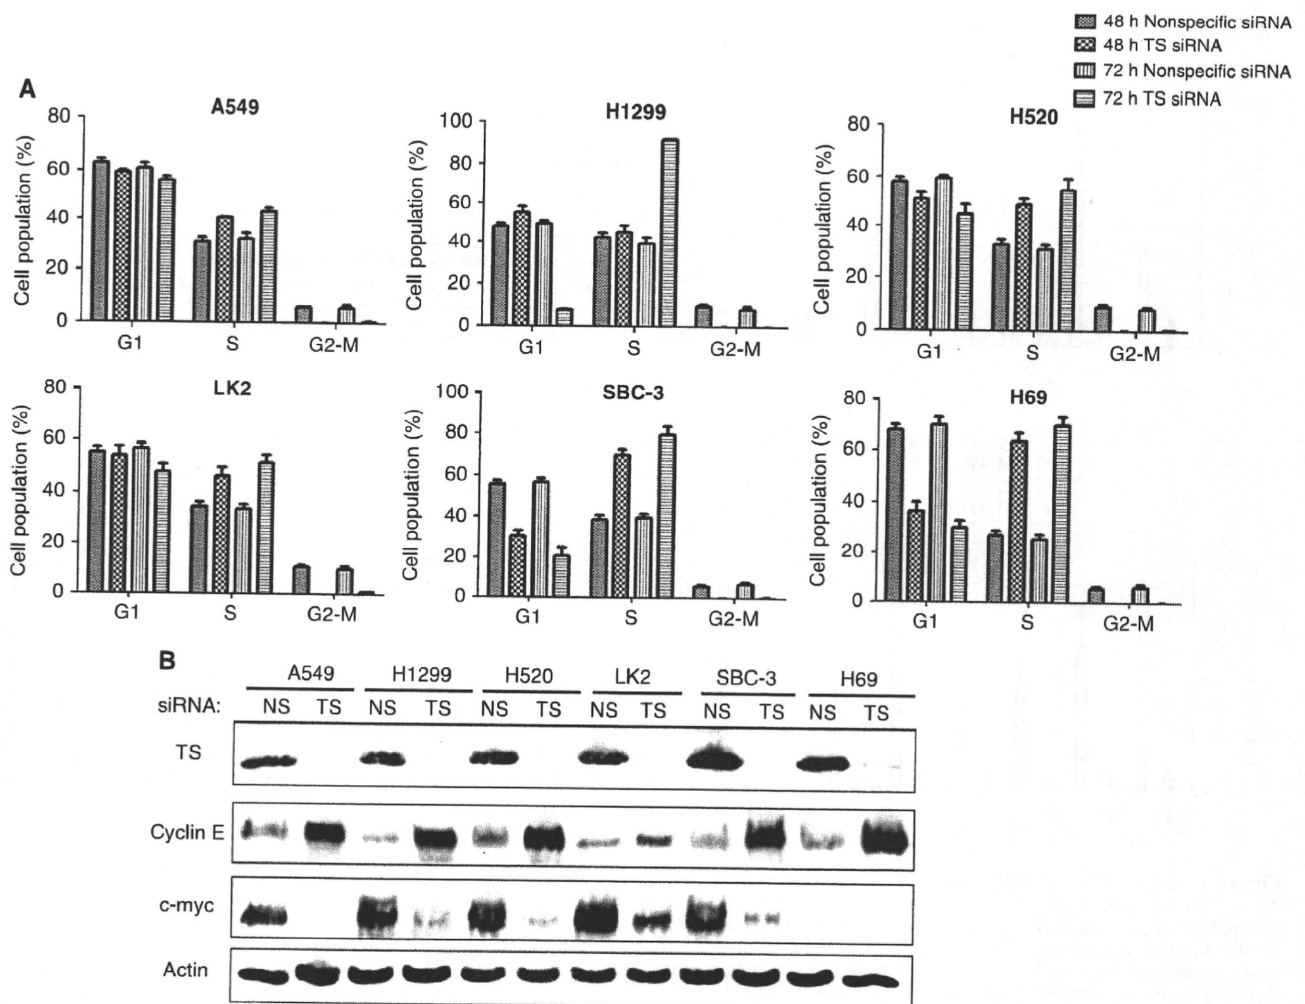 48 h Nonspecific siRNA
48 h TS siRNA
72 h Nonspecific siRNA
72 h TS siRNA
A
A549
Cell population (%)
80
60
40
20
0
G1 S G2-M
H1299
Cell population (%)
100
80
60
40
20
0
G1 S G2-M
H520
Cell population (%)
80
60
40
20
0
G1 S G2-M
LK2
Cell population (%)
80
60
40
20
0
G1 S G2-M
SBC-3
Cell population (%)
100
80
60
40
20
0
G1 S G2-M
H69
Cell population (%)
80
60
40
20
0
G1 S G2-M
B
A549 H1299 H520 LK2 SBC-3 H69
siRNA: NS TS NS TS NS TS NS TS NS TS NS TS
TS
Cyclin E
c-myc
Actin